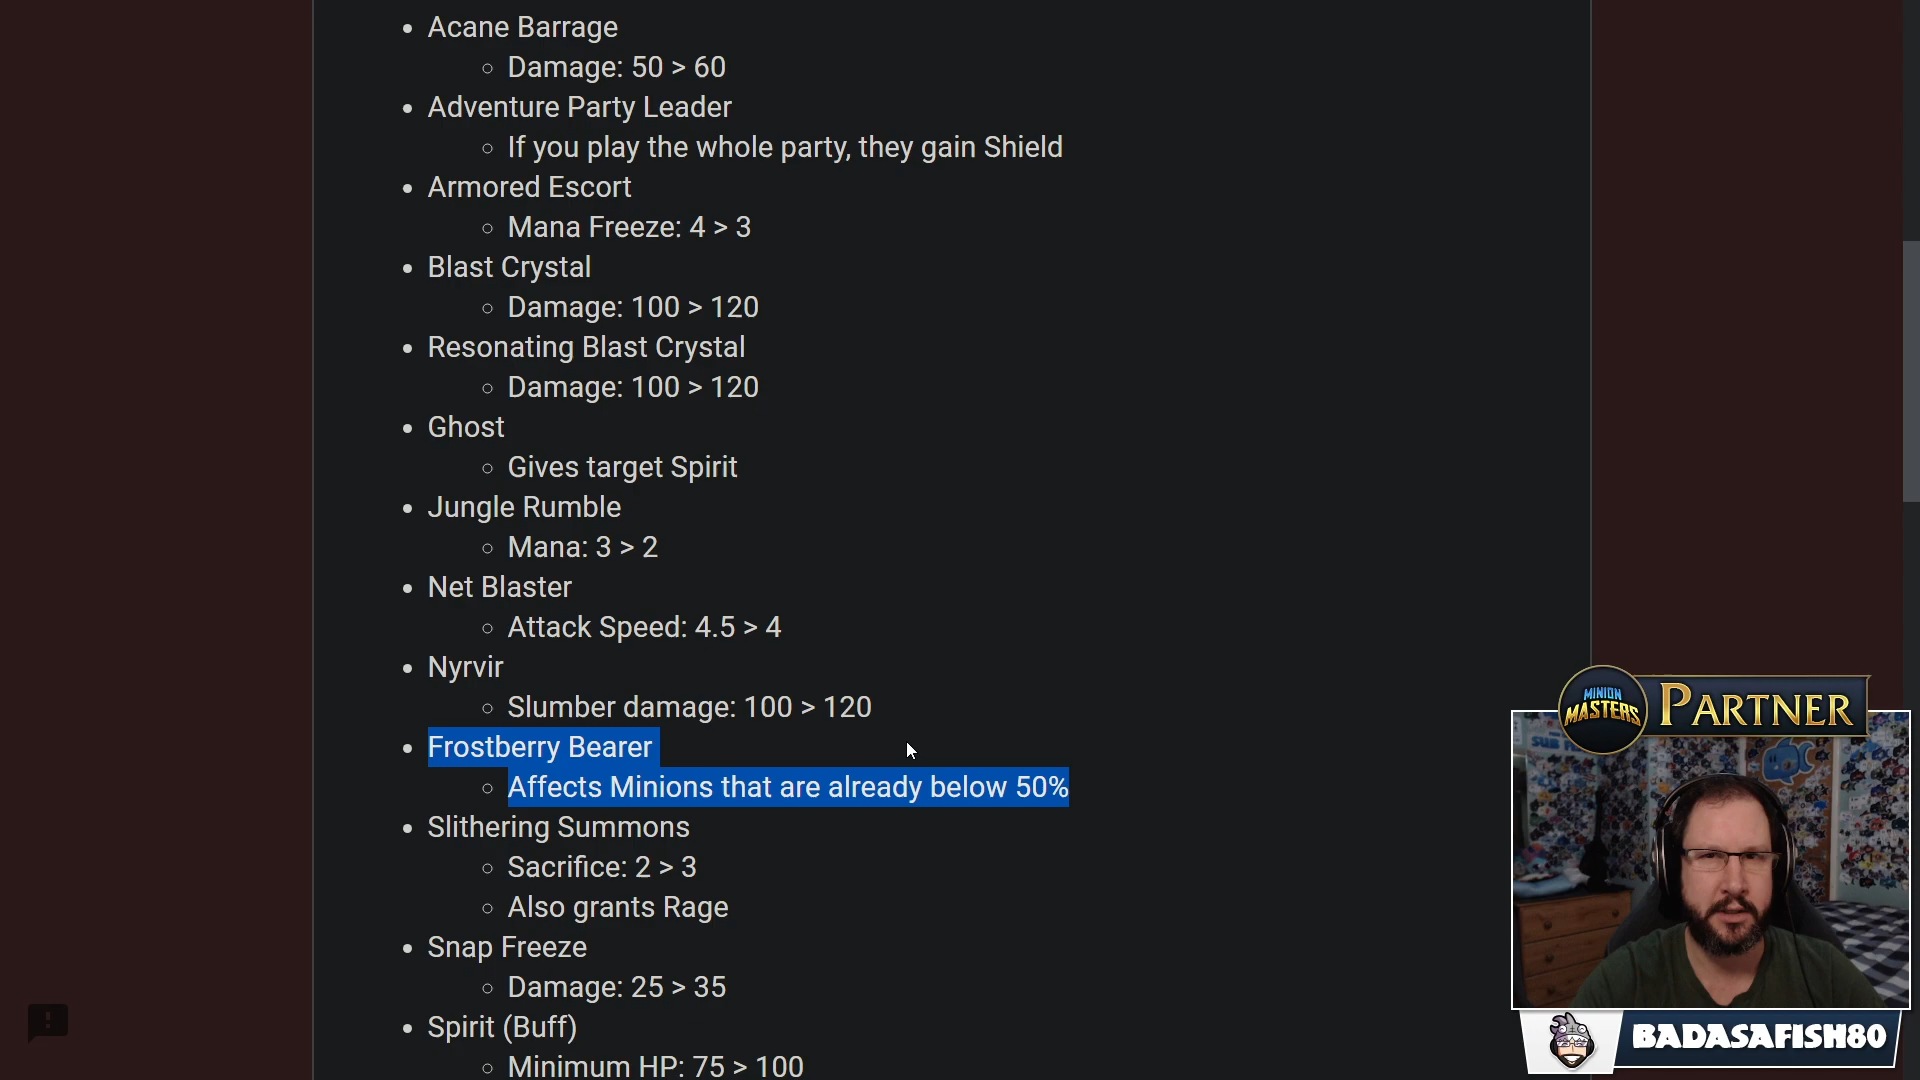 Acane Barrage
Damage: 50 > 60
Adventure Party Leader
If you play the whole party, they gain Shield
Armored Escort
Mana Freeze: 4 > 3
Blast Crystal
Damage: 100 > 120
Resonating Blast Crystal
Damage: 100 > 120
Ghost
Gives target Spirit
Jungle Rumble
Mana: 3 > 2
Net Blaster
Attack Speed: 4.5 > 4
Nyrvir
Slumber damage: 100 > 120
Frostberry Bearer
Affects Minions that are already below 50%
Slithering Summons
Sacrifice: 2 > 3
Also grants Rage
Snap Freeze
Damage: 25 > 35
Spirit (Buff)
Minimum HP: 75 > 100
MINION
MASTERS
PARTNER
SUB
BADASAFISH80